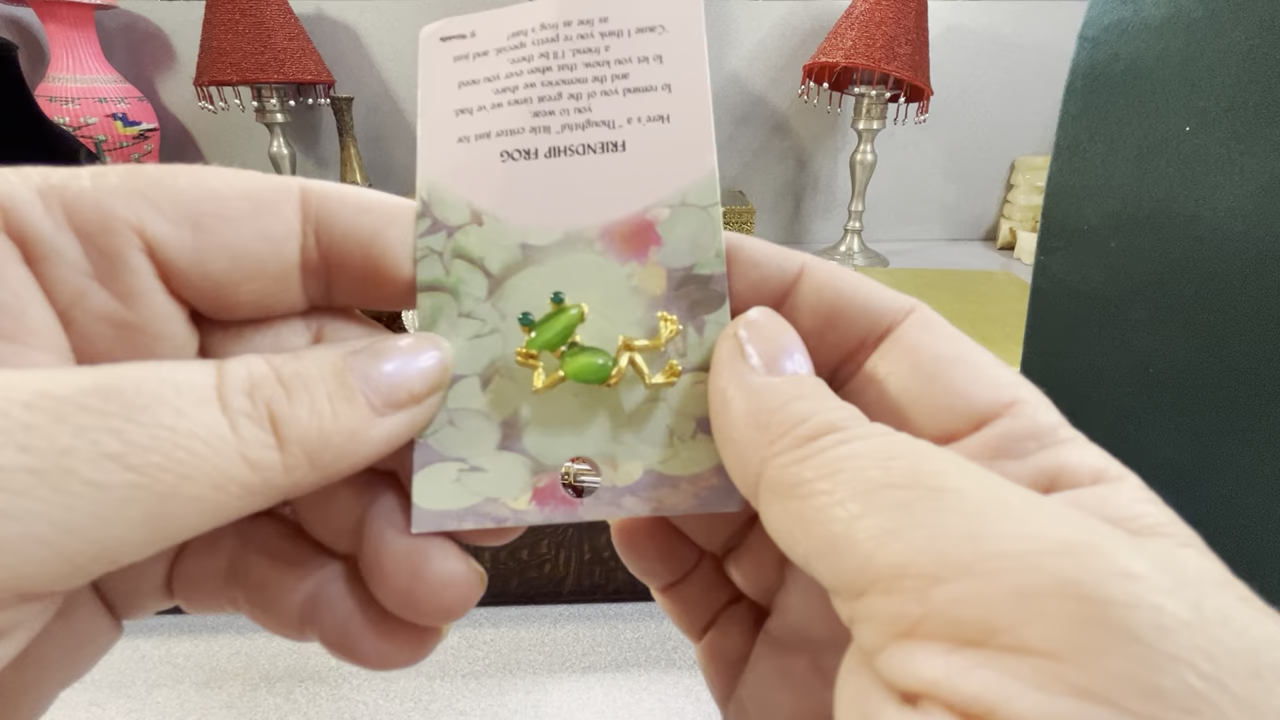 FRIENDSHIP FROG
Here's a "Thoughtful" little critter just for
you to wear.
To remind you of the great times we've had,
and the memories we share.
To let you know, that when ever you need
a friend, I'll be there.
'Cause I think you're pretty special, and just
as fine as frog's hair!